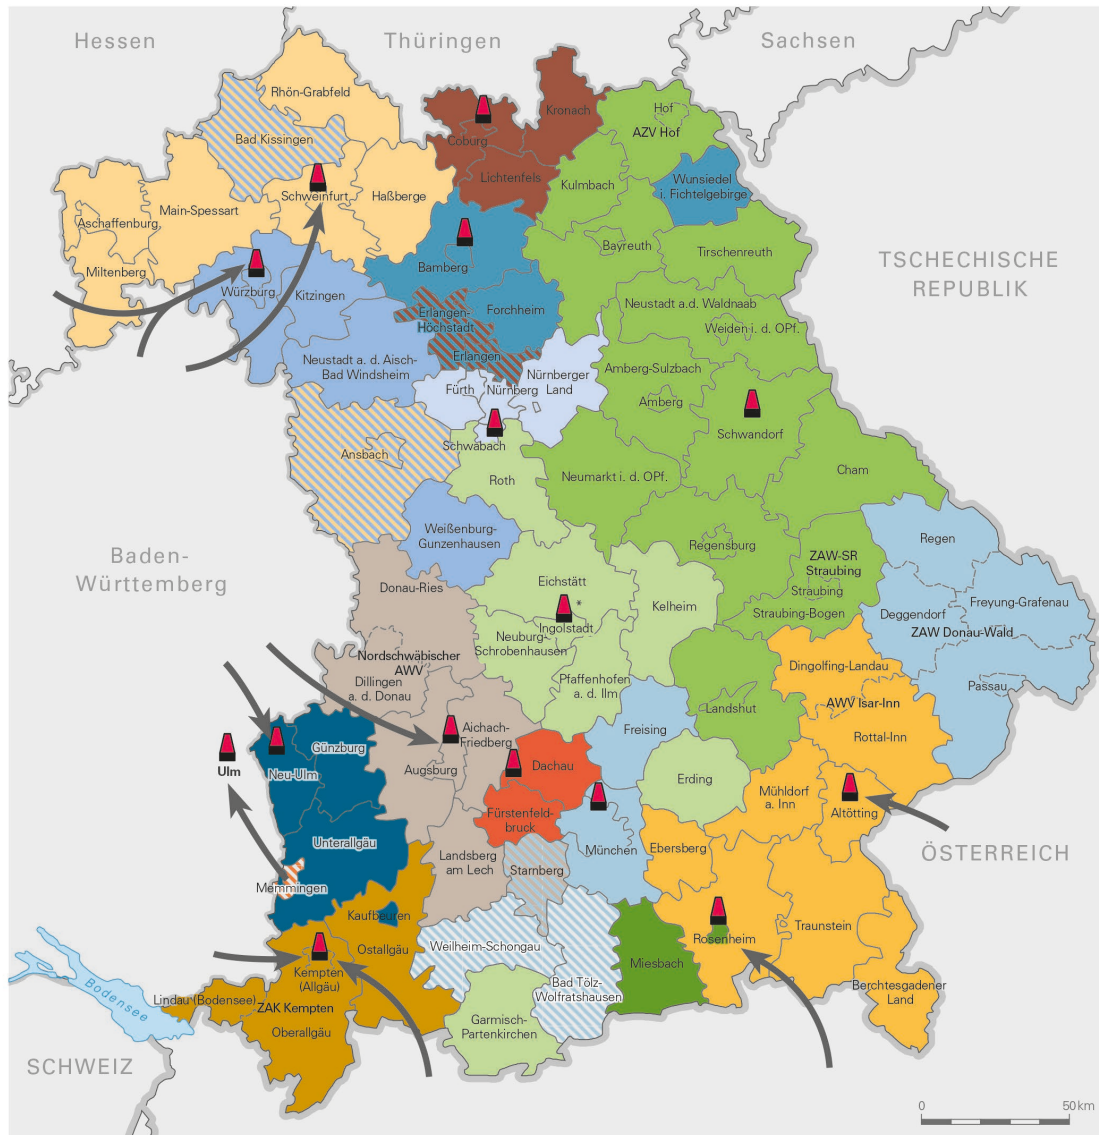 Hessen
Thüringen
Sachsen
Rhön-Grabfeld
Kronach
Hof
AZV Hof
Bad Kissingen
Coburg
Lichtenfels
Kulmbach
Wunsiedel
i. Fichtelgebirge
Schweinfurt
Haßberge
Main-Spessart
Aschaffenburg
Miltenberg
Bayreuth
Tirschenreuth
TSCHECHISCHE
REPUBLIK
Bamberg
Würzburg
Kitzingen
Forchheim
Erlangen-
Höchstadt
Erlangen
Neustadt a.d. Waldnaab
Weiden i. d. OPf.
Neustadt a. d. Aisch-
Bad Windsheim
Fürth
Nürnberg
Nürnberger
Land
Amberg-Sulzbach
Amberg
Schwandorf
Schwabach
Ansbach
Roth
Neumarkt i. d. OPf.
Cham
Weißenburg-
Gunzenhausen
Regensburg
Regen
Baden-
Württemberg
ZAW-SR
Straubing
Straubing
Straubing-Bogen
Donau-Ries
Eichstätt
*
Ingolstadt
Kelheim
Deggendorf
Freyung-Grafenau
ZAW Donau-Wald
Passau
Neuburg-
Schrobenhausen
Nordschwäbischer
AWV
Dillingen
a. d. Donau
Pfaffenhofen
a. d. Ilm
Dingolfing-Landau
AWV Isar-Inn
Rottal-Inn
Landshut
Aichach-
Friedberg
Freising
Günzburg
Ulm
Neu-Ulm
Augsburg
Dachau
Erding
Mühldorf
a. Inn
Altötting
Fürstenfeld-
bruck
Unterallgäu
München
Ebersberg
ÖSTERREICH
Landsberg
am Lech
Starnberg
Memmingen
Kaufbeuren
Ostallgäu
Weilheim-Schongau
Rosenheim
Traunstein
Kempten
(Allgäu)
Miesbach
Bad Tölz-
Wolfratshausen
Bodensee
Lindau (Bodensee)
ZAK Kempten
Oberallgäu
Garmisch-
Partenkirchen
Berchtesgadener
Land
SCHWEIZ
0 50 km